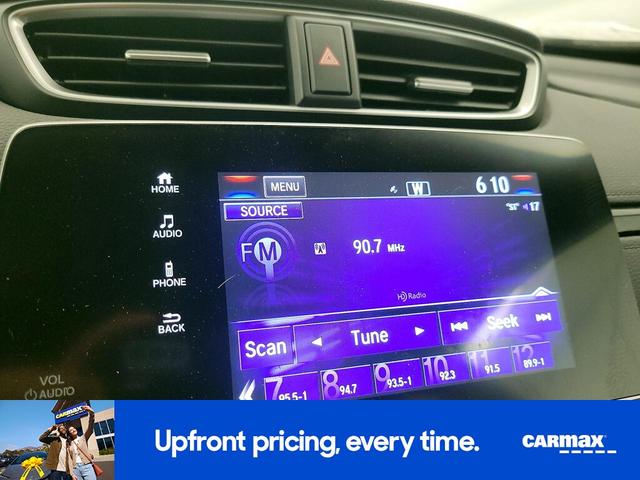 MENU
W
6 10
HOME
SOURCE
17
AUDIO
FM
90.7 MHz
PHONE
HD Radio
BACK
Scan
Tune
Seek
7 95.5-1
8 94.7
9 93.5-1
10 92.3
11 91.5
12 89.9-1
VOL
AUDIO
CARMAX
Upfront pricing, every time.
CARMAX